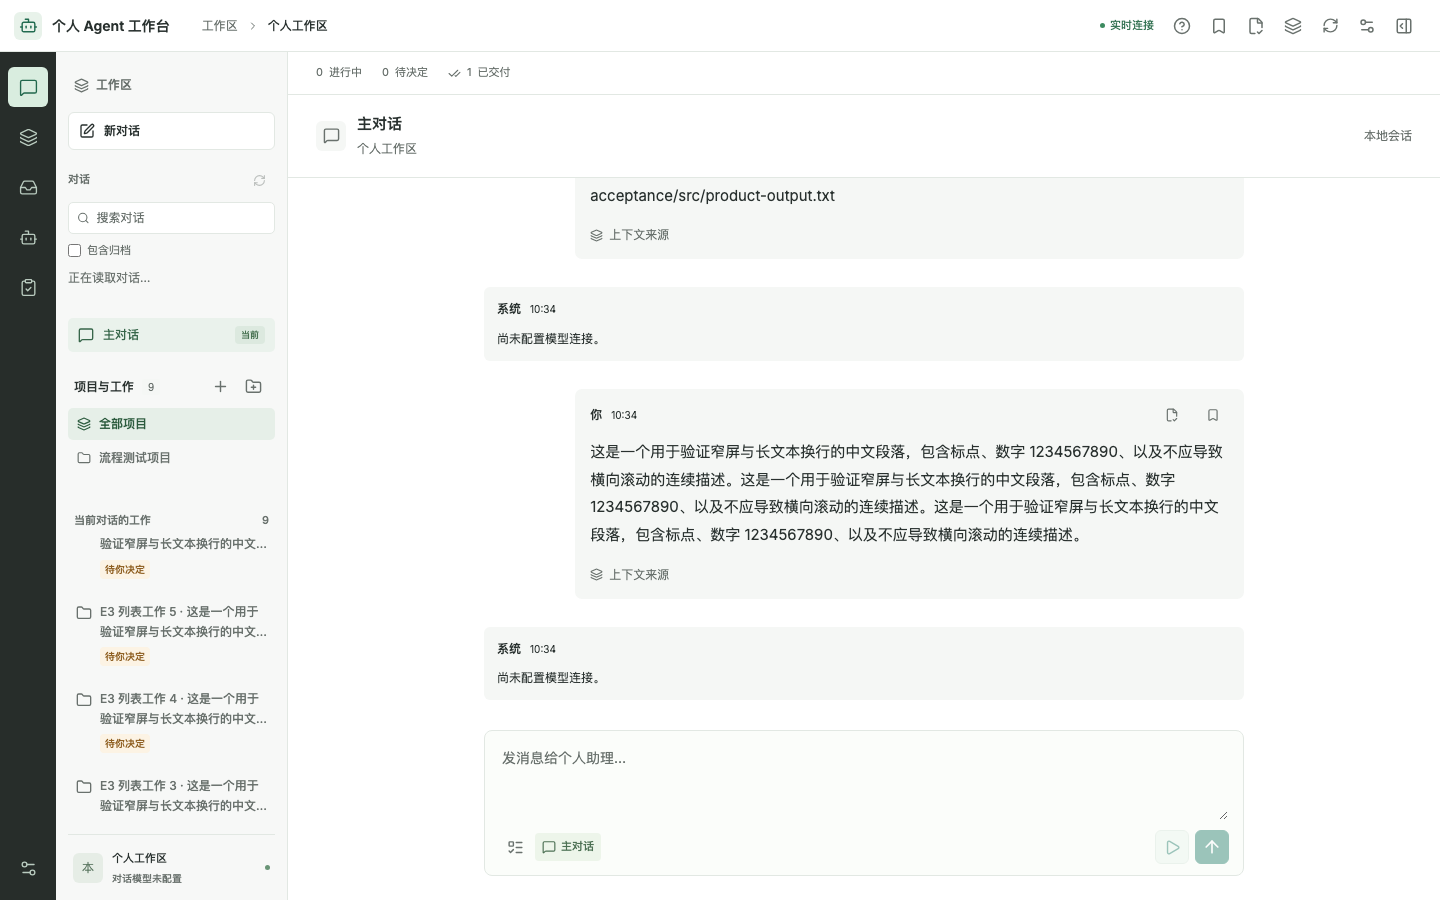 个人 Agent 工作台
工作区 > 个人工作区
实时连接
工作区
新对话
对话
搜索对话
包含归档
正在读取对话...
主对话 当前
项目与工作 9
全部项目
流程测试项目
当前对话的工作 9
验证窄屏与长文本换行的中文...
待你决定
E3 列表工作 5 · 这是一个用于
验证窄屏与长文本换行的中文...
待你决定
E3 列表工作 4 · 这是一个用于
验证窄屏与长文本换行的中文...
待你决定
E3 列表工作 3 · 这是一个用于
验证窄屏与长文本换行的中文...
本
个人工作区
对话模型未配置
0 进行中 0 待决定 1 已交付
主对话
个人工作区
本地会话
acceptance/src/product-output.txt
上下文来源
系统 10:34
尚未配置模型连接。
你 10:34
这是一个用于验证窄屏与长文本换行的中文段落，包含标点、数字 1234567890、以及不应导致
横向滚动的连续描述。这是一个用于验证窄屏与长文本换行的中文段落，包含标点、数字
1234567890、以及不应导致横向滚动的连续描述。这是一个用于验证窄屏与长文本换行的中文
段落，包含标点、数字 1234567890、以及不应导致横向滚动的连续描述。
上下文来源
系统 10:34
尚未配置模型连接。
发消息给个人助理...
主对话